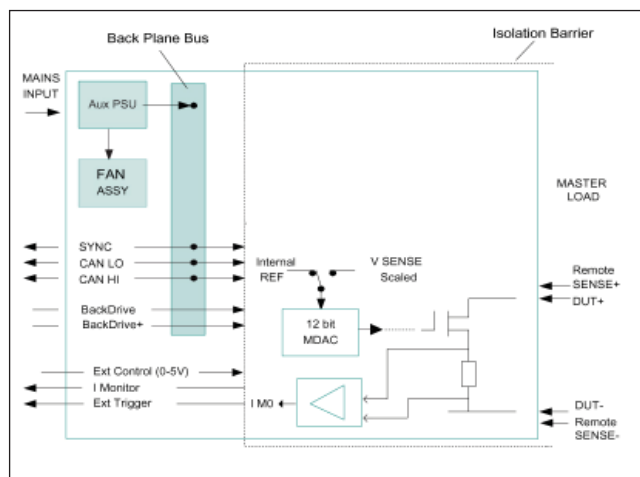 Isolation Barrier
Back Plane Bus
MAINS
INPUT
Aux PSU
FAN
ASSY
MASTER
LOAD
SYNC
CAN LO
CAN HI
Internal
REF
V SENSE
Scaled
Remote
SENSE+
DUT+
BackDrive
BackDrive+
12 bit
MDAC
Ext Control (0-5V)
I Monitor
Ext Trigger
I M0
DUT-
Remote
SENSE-